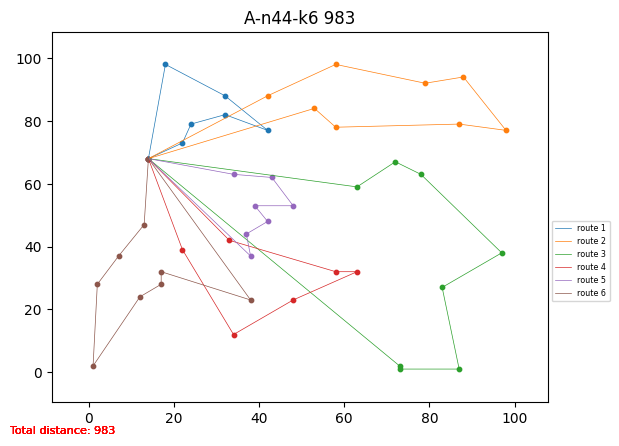 A-n44-k6 983
100
80
60
40
20
0
0 20 40 60 80 100
route 1
route 2
route 3
route 4
route 5
route 6
Total distance: 983